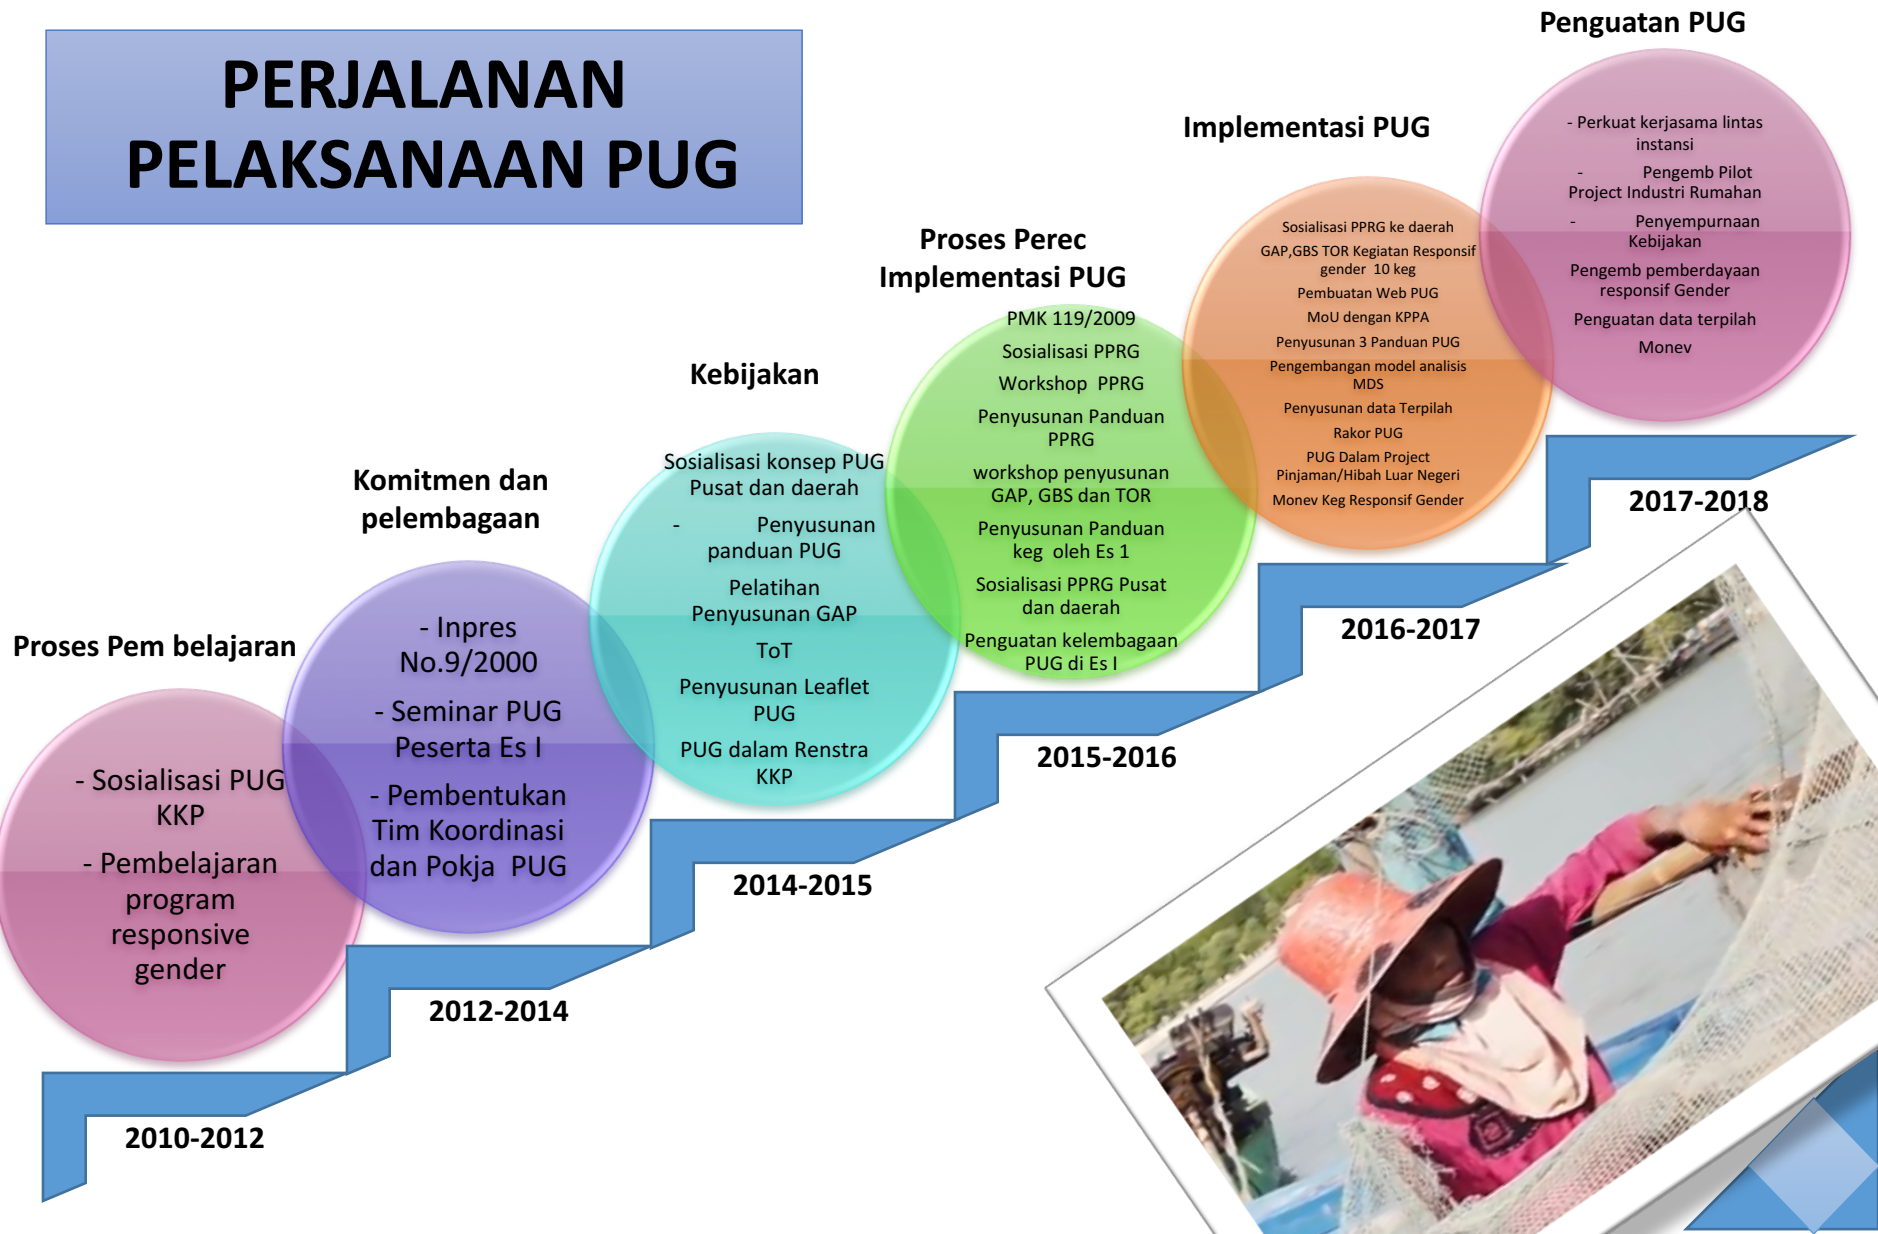 PERJALANAN
PELAKSANAAN PUG
Proses Pem belajaran
- Sosialisasi PUG
KKP
- Pembelajaran
program
responsive
gender
2010-2012
Komitmen dan
pelembagaan
- Inpres
No.9/2000
- Seminar PUG
Peserta Es I
- Pembentukan
Tim Koordinasi
dan Pokja PUG
2012-2014
Kebijakan
Sosialisasi konsep PUG
Pusat dan daerah
- Penyusunan
panduan PUG
Pelatihan
Penyusunan GAP
ToT
Penyusunan Leaflet
PUG
PUG dalam Renstra
KKP
2014-2015
Proses Perec
Implementasi PUG
PMK 119/2009
Sosialisasi PPRG
Workshop PPRG
Penyusunan Panduan
PPRG
workshop penyusunan
GAP, GBS dan TOR
Penyusunan Panduan
keg oleh Es 1
Sosialisasi PPRG Pusat
dan daerah
Penguatan kelembagaan
PUG di Es I
2015-2016
Implementasi PUG
Sosialisasi PPRG ke daerah
GAP,GBS TOR Kegiatan Responsif
gender 10 keg
Pembuatan Web PUG
MoU dengan KPPA
Penyusunan 3 Panduan PUG
Pengembangan model analisis
MDS
Penyusunan data Terpilah
Rakor PUG
PUG Dalam Project
Pinjaman/Hibah Luar Negeri
Monev Keg Responsif Gender
2016-2017
Penguatan PUG
- Perkuat kerjasama lintas
instansi
- Pengemb Pilot
Project Industri Rumahan
- Penyempurnaan
Kebijakan
Pengemb pemberdayaan
responsif Gender
Penguatan data terpilah
Monev
2017-2018